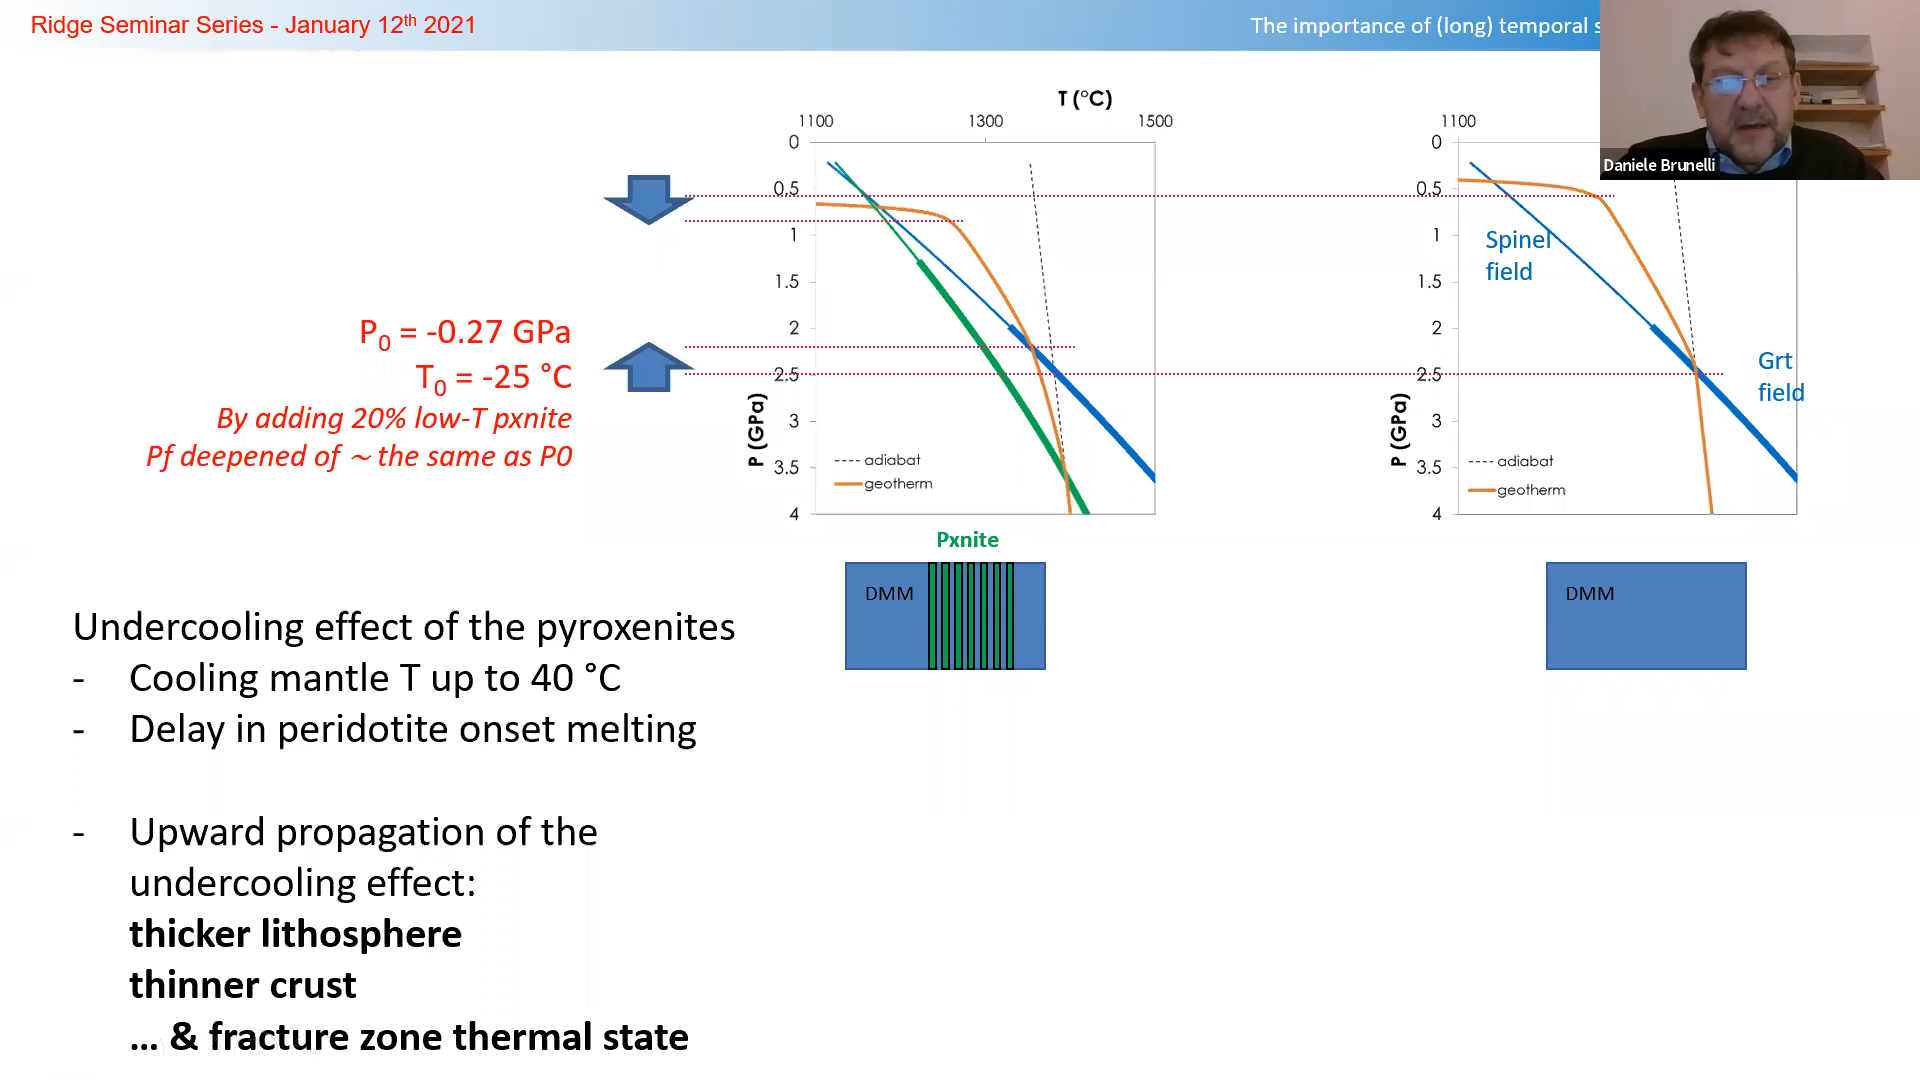 Ridge Seminar Series - January 12th 2021
The importance of (long) temporal s
Daniele Brunelli
T (°C)
1100 1300 1500
0
0.5
1
1.5
2
2.5
3
3.5
4
P (GPa)
adiabat
geotherm
1100
0
0.5
1
1.5
2
2.5
3
3.5
4
P (GPa)
Spinel
field
Grt
field
adiabat
geotherm
P0 = -0.27 GPa
T0 = -25 °C
By adding 20% low-T pxnite
Pf deepened of ~ the same as P0
Pxnite
DMM
DMM
Undercooling effect of the pyroxenites
- Cooling mantle T up to 40 °C
- Delay in peridotite onset melting
- Upward propagation of the
undercooling effect:
thicker lithosphere
thinner crust
... & fracture zone thermal state